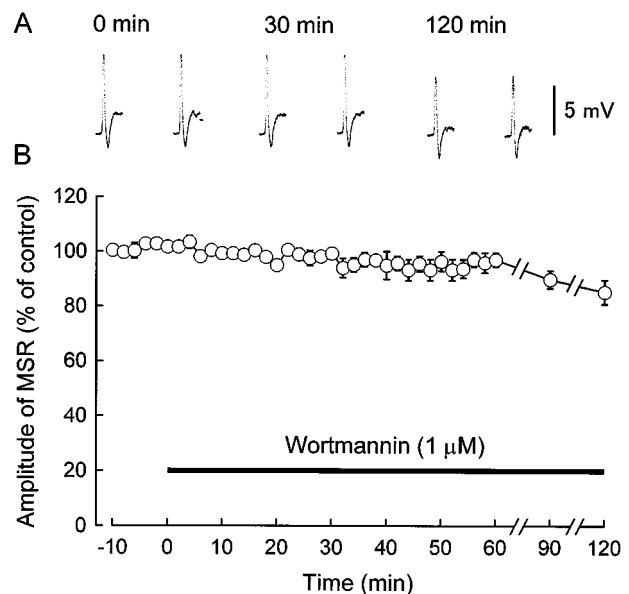 A
0 min 30 min 120 min
5 mV
B
Amplitude of MSR (% of control)
120
100
80
60
40
20
0
Wortmannin (1 μM)
-10 0 10 20 30 40 50 60 90 120
Time (min)